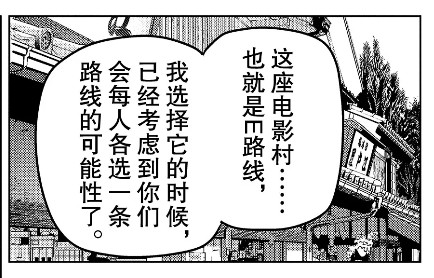 这座电影村……
也就是E路线，
我选择它的时候，
已经考虑到你们
会每人各选一条
路线的可能性了。